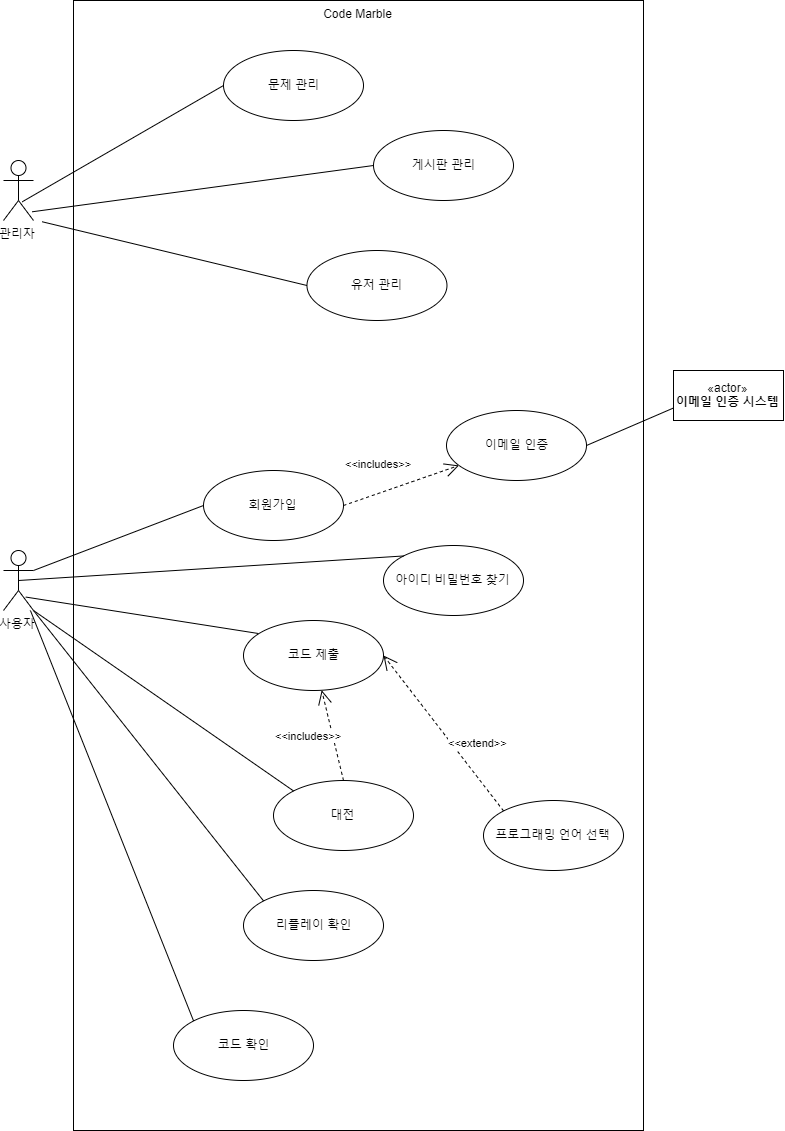 Code Marble
문제 관리
게시판 관리
관리자
유저 관리
«actor»
이메일 인증 시스템
이메일 인증
<<includes>>
회원가입
아이디 비밀번호 찾기
사용자
코드 제출
<<includes>>
<<extend>>
대전
프로그래밍 언어 선택
리플레이 확인
코드 확인